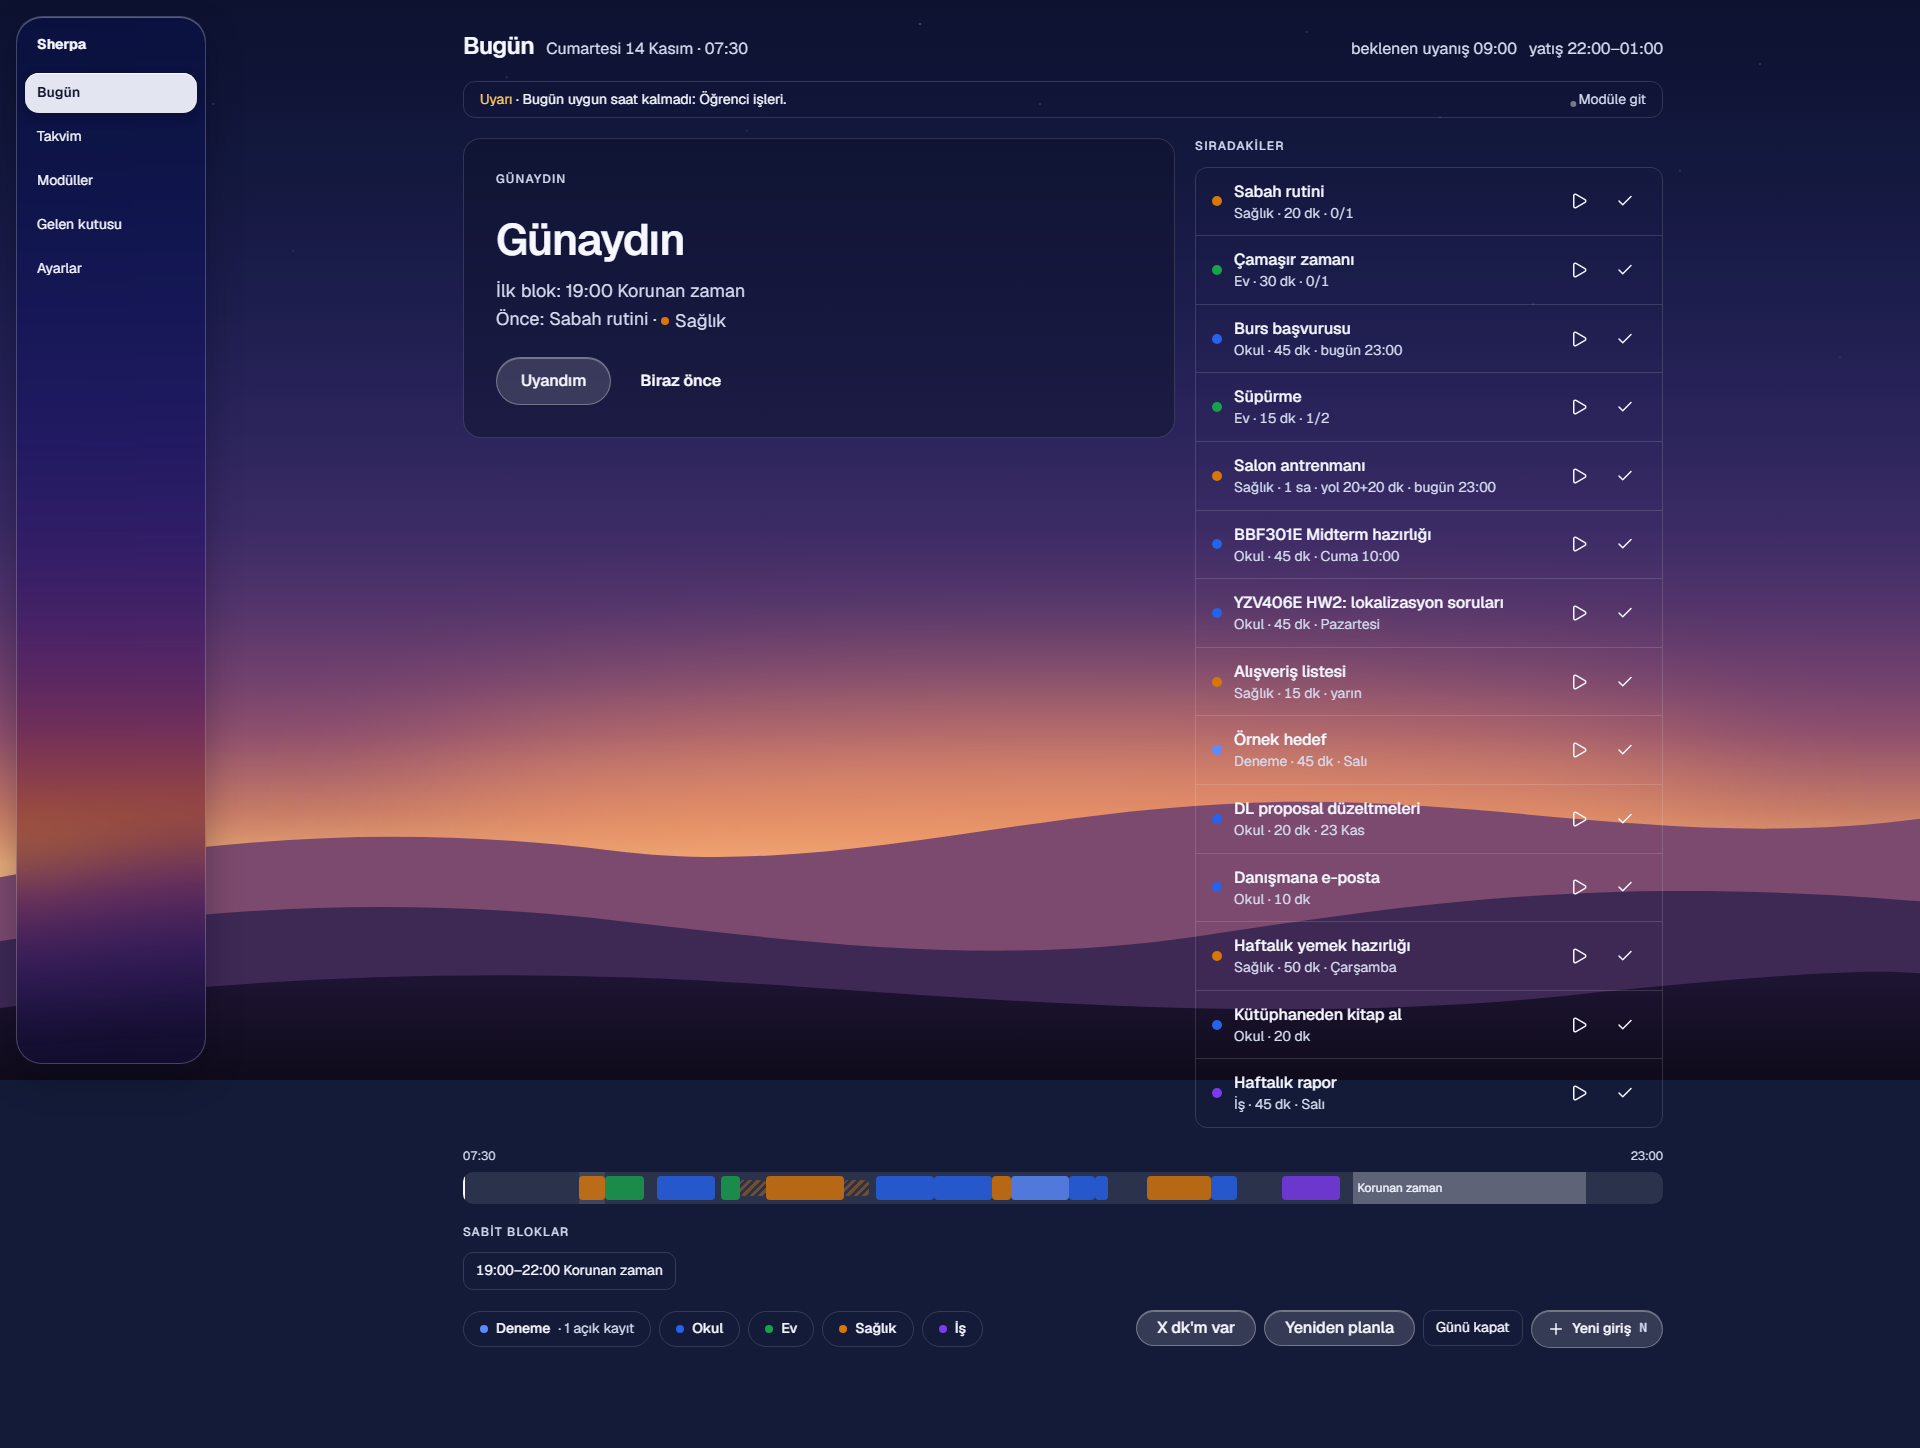 Sherpa
Bugün
Takvim
Modüller
Gelen kutusu
Ayarlar
Bugün Cumartesi 14 Kasım · 07:30
beklenen uyanış 09:00 yatış 22:00–01:00
Uyarı · Bugün uygun saat kalmadı: Öğrenci işleri.
Modüle git
GÜNAYDIN
Günaydın
İlk blok: 19:00 Korunan zaman
Önce: Sabah rutini · Sağlık
Uyandım
Biraz önce
SIRADAKİLER
Sabah rutini
Sağlık · 20 dk · 0/1
Çamaşır zamanı
Ev · 30 dk · 0/1
Burs başvurusu
Okul · 45 dk · bugün 23:00
Süpürme
Ev · 15 dk · 1/2
Salon antrenmanı
Sağlık · 1 sa · yol 20+20 dk · bugün 23:00
BBF301E Midterm hazırlığı
Okul · 45 dk · Cuma 10:00
YZV406E HW2: lokalizasyon soruları
Okul · 45 dk · Pazartesi
Alışveriş listesi
Sağlık · 15 dk · yarın
Örnek hedef
Deneme · 45 dk · Salı
DL proposal düzeltmeleri
Okul · 20 dk · 23 Kas
Danışmana e-posta
Okul · 10 dk
Haftalık yemek hazırlığı
Sağlık · 50 dk · Çarşamba
Kütüphaneden kitap al
Okul · 20 dk
Haftalık rapor
İş · 45 dk · Salı
07:30
23:00
Korunan zaman
SABİT BLOKLAR
19:00–22:00 Korunan zaman
Deneme · 1 açık kayıt
Okul
Ev
Sağlık
İş
X dk'm var
Yeniden planla
Günü kapat
Yeni giriş N